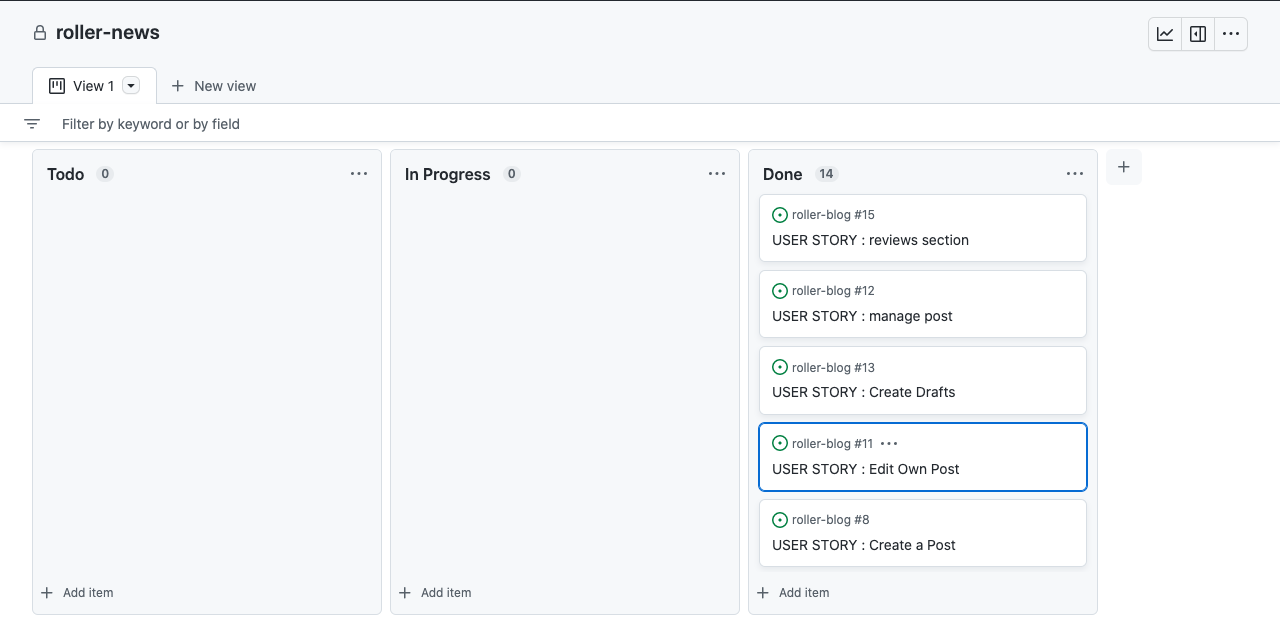 roller-news
View 1
New view
Filter by keyword or by field
Todo 0
Add item
In Progress 0
Add item
Done 14
roller-blog #15
USER STORY : reviews section
roller-blog #12
USER STORY : manage post
roller-blog #13
USER STORY : Create Drafts
roller-blog #11
USER STORY : Edit Own Post
roller-blog #8
USER STORY : Create a Post
Add item